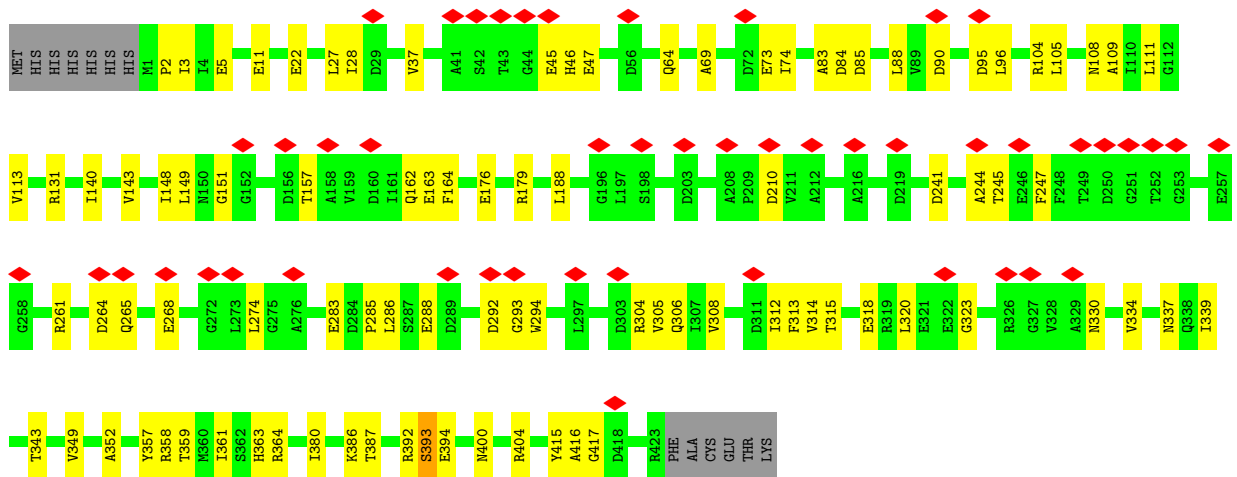 MET HIS HIS HIS HIS HIS HIS M1 P2 I3 I4 E5 E11 E22 L27 I28 D29 V37 A41 S42 T43 G44 E45 H46 E47 D56 Q64 A69 D72 E73 I74 A83 D84 D85 L88 V89 D90 D95 L96 R104 L105 N108 A109 I110 L111 G112
V113 R131 I140 V143 I148 L149 N150 G151 G152 D156 T157 A158 V159 D160 I161 Q162 E163 F164 E176 R179 L188 G196 L197 S198 D203 A208 P209 D210 V211 A212 A216 D219 D241 A244 T245 E246 F247 F248 T249 D250 G251 T252 G253 E257
G258 R261 D264 Q265 E268 G272 L273 L274 G275 A276 E283 D284 P285 L286 S287 E288 D289 D292 G293 W294 L297 D303 R304 V305 Q306 I307 V308 D311 I312 F313 V314 T315 E318 R319 L320 E321 E322 G323 R326 G327 V328 A329 N330 V334 N337 Q338 I339
T343 V349 A352 Y357 R358 T359 M360 I361 S362 H363 R364 I380 K386 T387 R392 S393 E394 N400 R404 Y415 A416 G417 D418 R423 PHE ALA CYS GLU THR LYS